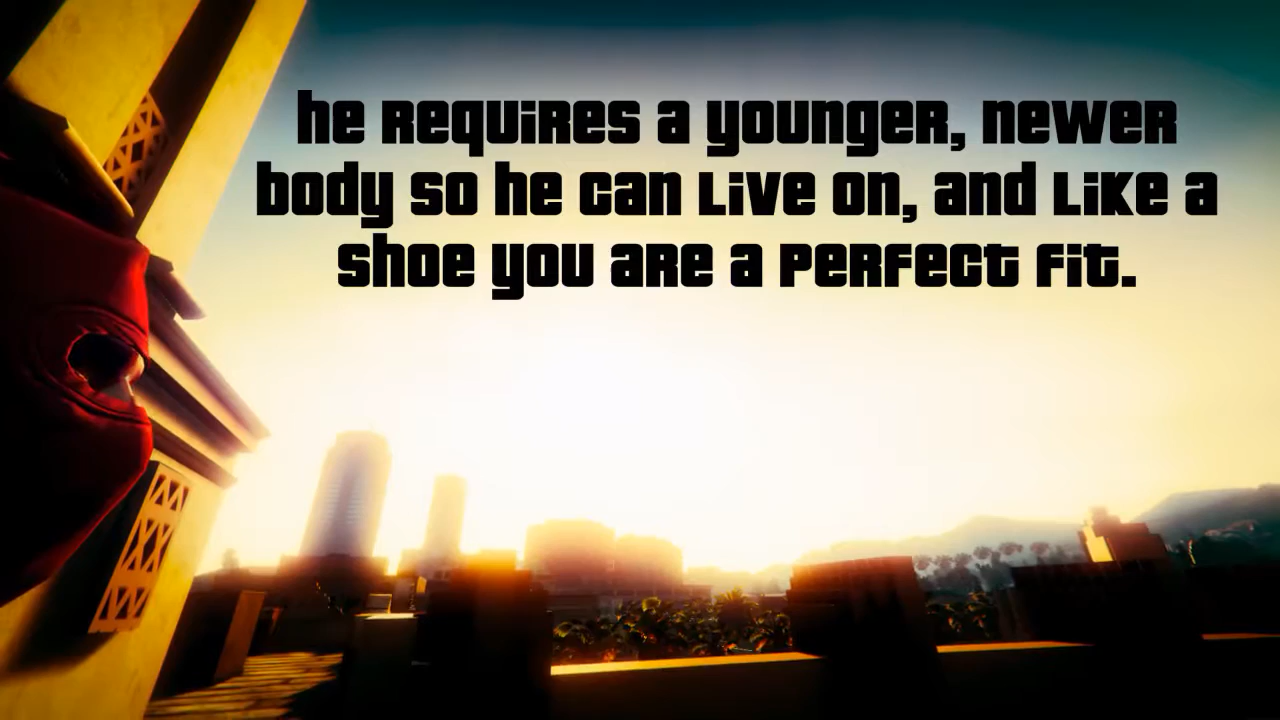 He requires a younger, newer
body so he can live on, and like a
shoe you are a perfect fit.